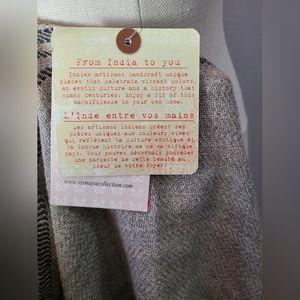 From India to you
Indian artisans handcraft unique
pieces that celebrate vibrant colors,
an exotic culture and a history that
spans centuries. Enjoy a bit of this
magnificence in your own home.
L'Inde entre vos mains
Les artisans indiens créent des
pièces uniques aux couleurs vives
qui reflètent la culture exotique et
la longue histoire de ce magnifique
pays. Vous pouvez désormais posséder
une parcelle de cette beauté au
coeur de votre foyer.
www.vismayacollection.com